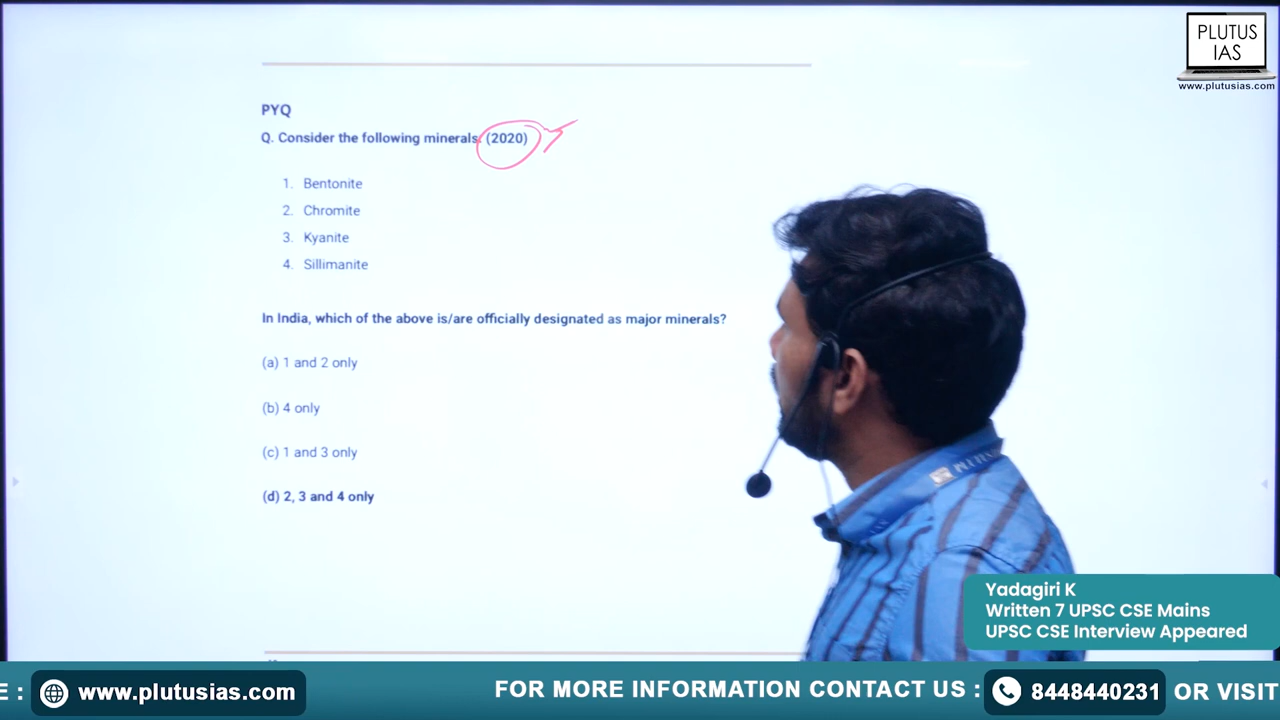 PLUTUS
IAS
www.plutusias.com
PYQ
Q. Consider the following minerals (2020)
1. Bentonite
2. Chromite
3. Kyanite
4. Sillimanite
In India, which of the above is/are officially designated as major minerals?
(a) 1 and 2 only
(b) 4 only
(c) 1 and 3 only
(d) 2, 3 and 4 only
Yadagiri K
Written 7 UPSC CSE Mains
UPSC CSE Interview Appeared
E : www.plutusias.com FOR MORE INFORMATION CONTACT US : 8448440231 OR VISIT